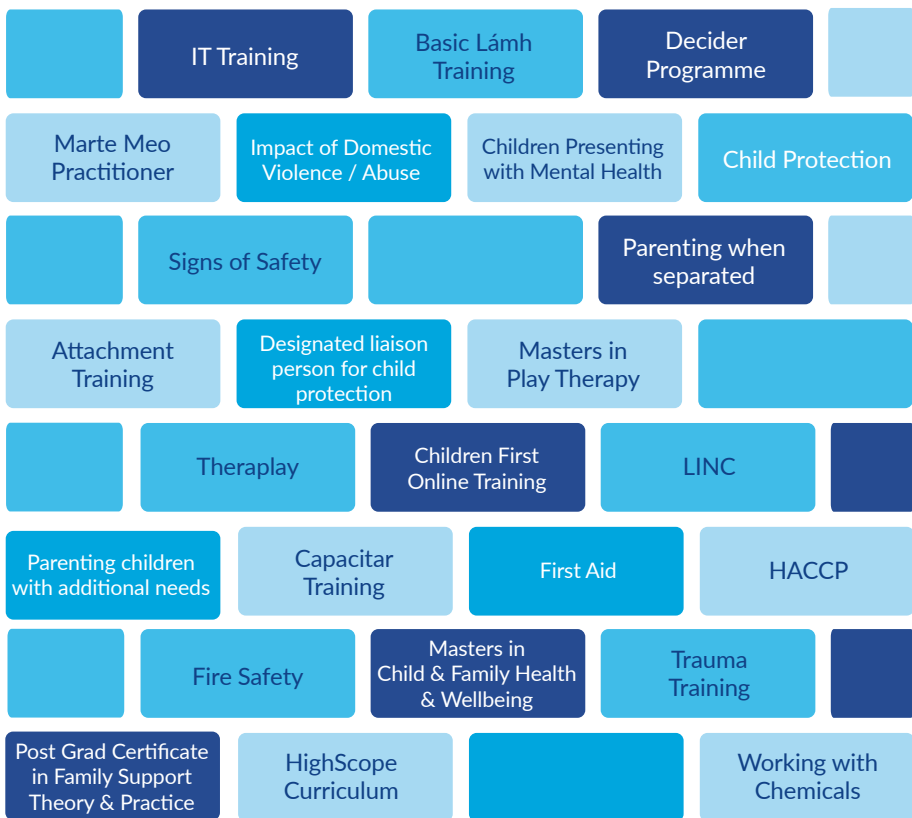 IT Training
Basic Lámh
Training
Decider
Programme
Marte Meo
Practitioner
Impact of Domestic
Violence / Abuse
Children Presenting
with Mental Health
Child Protection
Signs of Safety
Parenting when
separated
Attachment
Training
Designated liaison
person for child
protection
Masters in
Play Therapy
Theraplay
Children First
Online Training
LINC
Parenting children
with additional needs
Capacitar
Training
First Aid
HACCP
Fire Safety
Masters in
Child & Family Health
& Wellbeing
Trauma
Training
Post Grad Certificate
in Family Support
Theory & Practice
HighScope
Curriculum
Working with
Chemicals